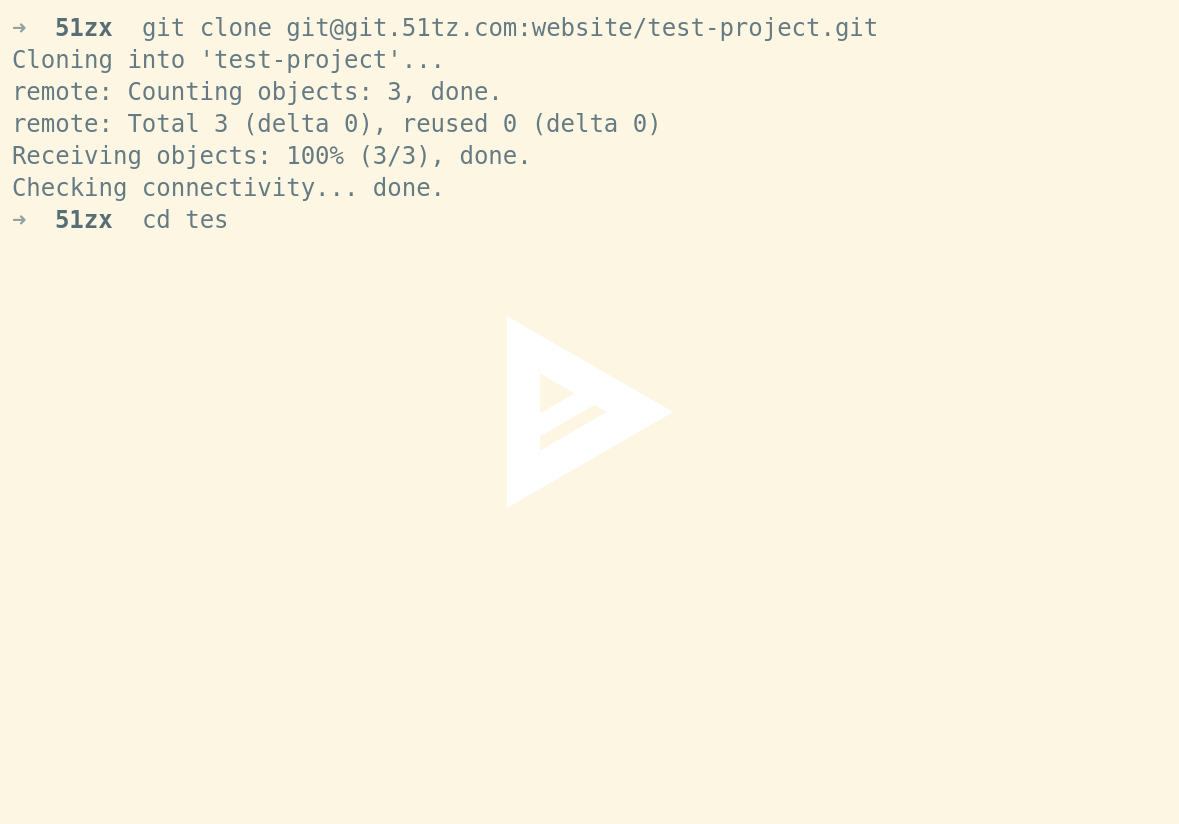 ➜  51zx  git clone git@git.51tz.com:website/test-project.git
Cloning into 'test-project'...
remote: Counting objects: 3, done.
remote: Total 3 (delta 0), reused 0 (delta 0)
Receiving objects: 100% (3/3), done.
Checking connectivity... done.
➜  51zx  cd tes